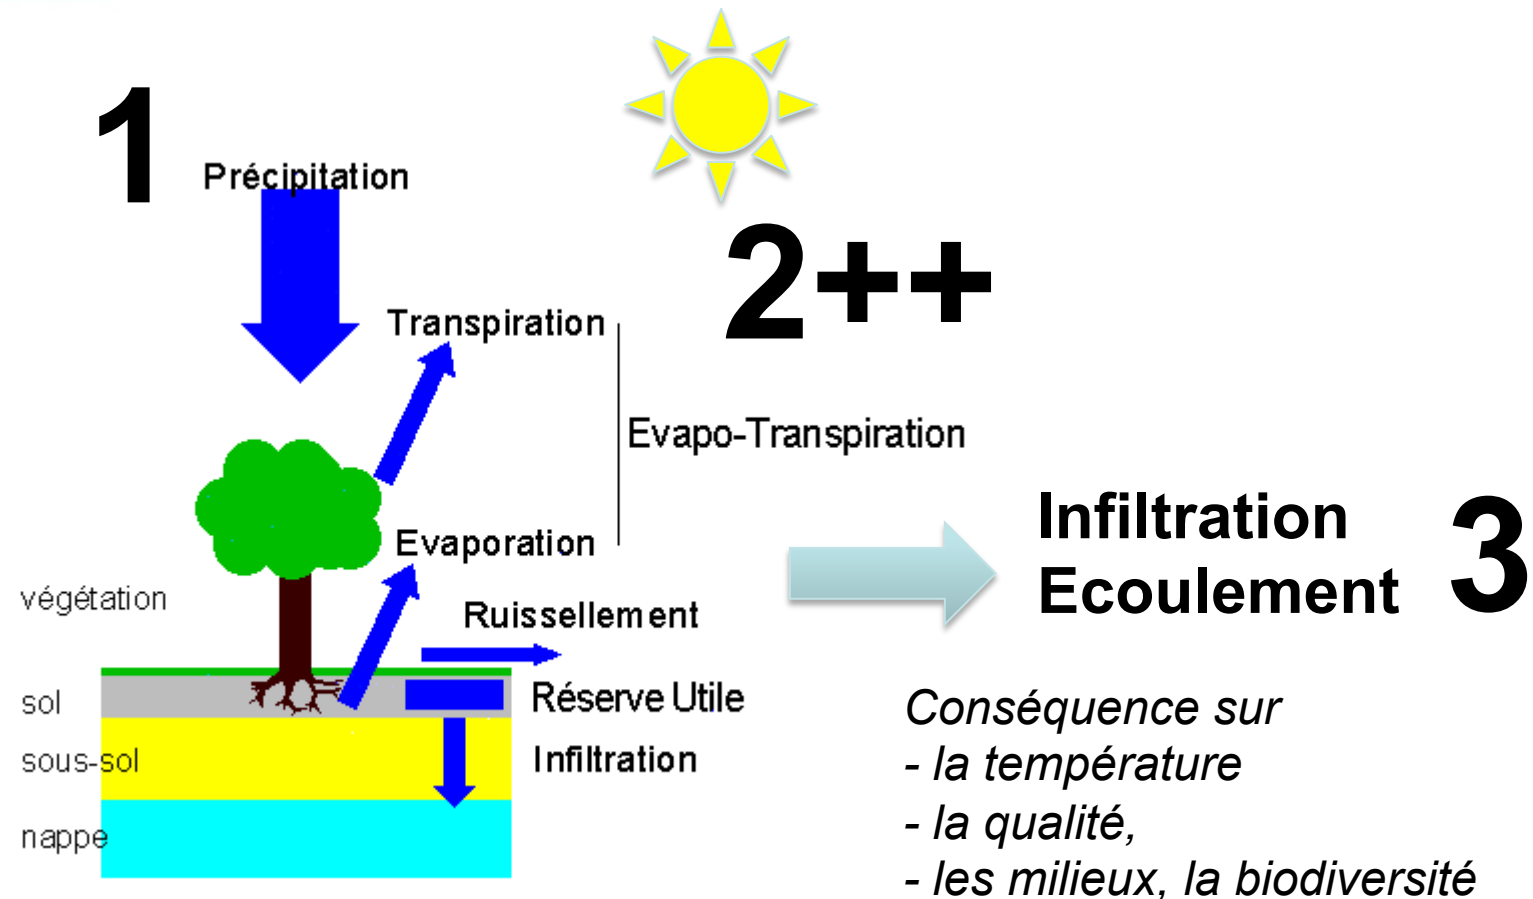 1
Précipitation
2++
Transpiration
Evapo-Transpiration
Evaporation
Infiltration
Ecoulement
3
végétation
Ruissellement
sol
Réserve Utile
sous-sol
Infiltration
nappe
Conséquence sur
- la température
- la qualité,
- les milieux, la biodiversité